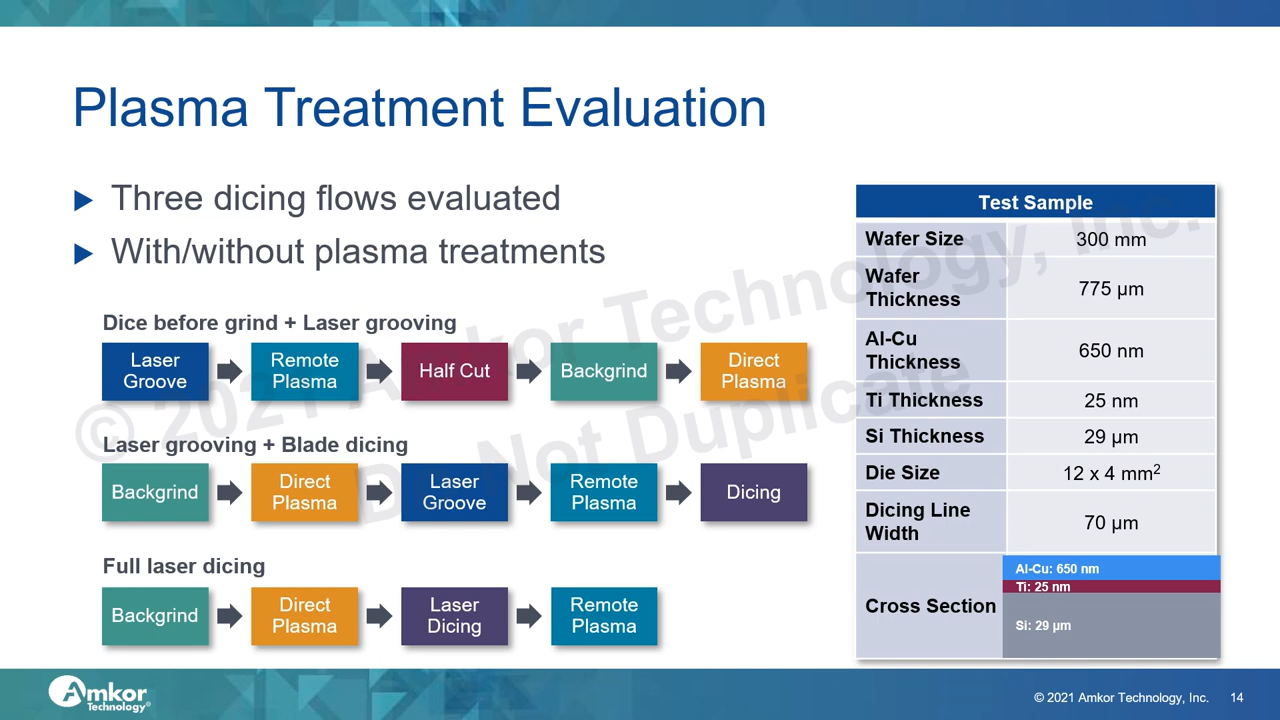 Plasma Treatment Evaluation
Three dicing flows evaluated
With/without plasma treatments
Dice before grind + Laser grooving
Laser
Groove
Remote
Plasma
Half Cut
Backgrind
Direct
Plasma
Laser grooving + Blade dicing
Backgrind
Direct
Plasma
Laser
Groove
Remote
Plasma
Dicing
Full laser dicing
Backgrind
Direct
Plasma
Laser
Dicing
Remote
Plasma
Test Sample
Wafer Size 300 mm
Wafer
Thickness 775 µm
Al-Cu
Thickness 650 nm
Ti Thickness 25 nm
Si Thickness 29 µm
Die Size 12 x 4 mm²
Dicing Line
Width 70 µm
Cross Section
Al-Cu: 650 nm
Ti: 25 nm
Si: 29 µm
© 2021 Amkor Technology, Inc.
Do Not Duplicate
Amkor
Technology®
© 2021 Amkor Technology, Inc. 14